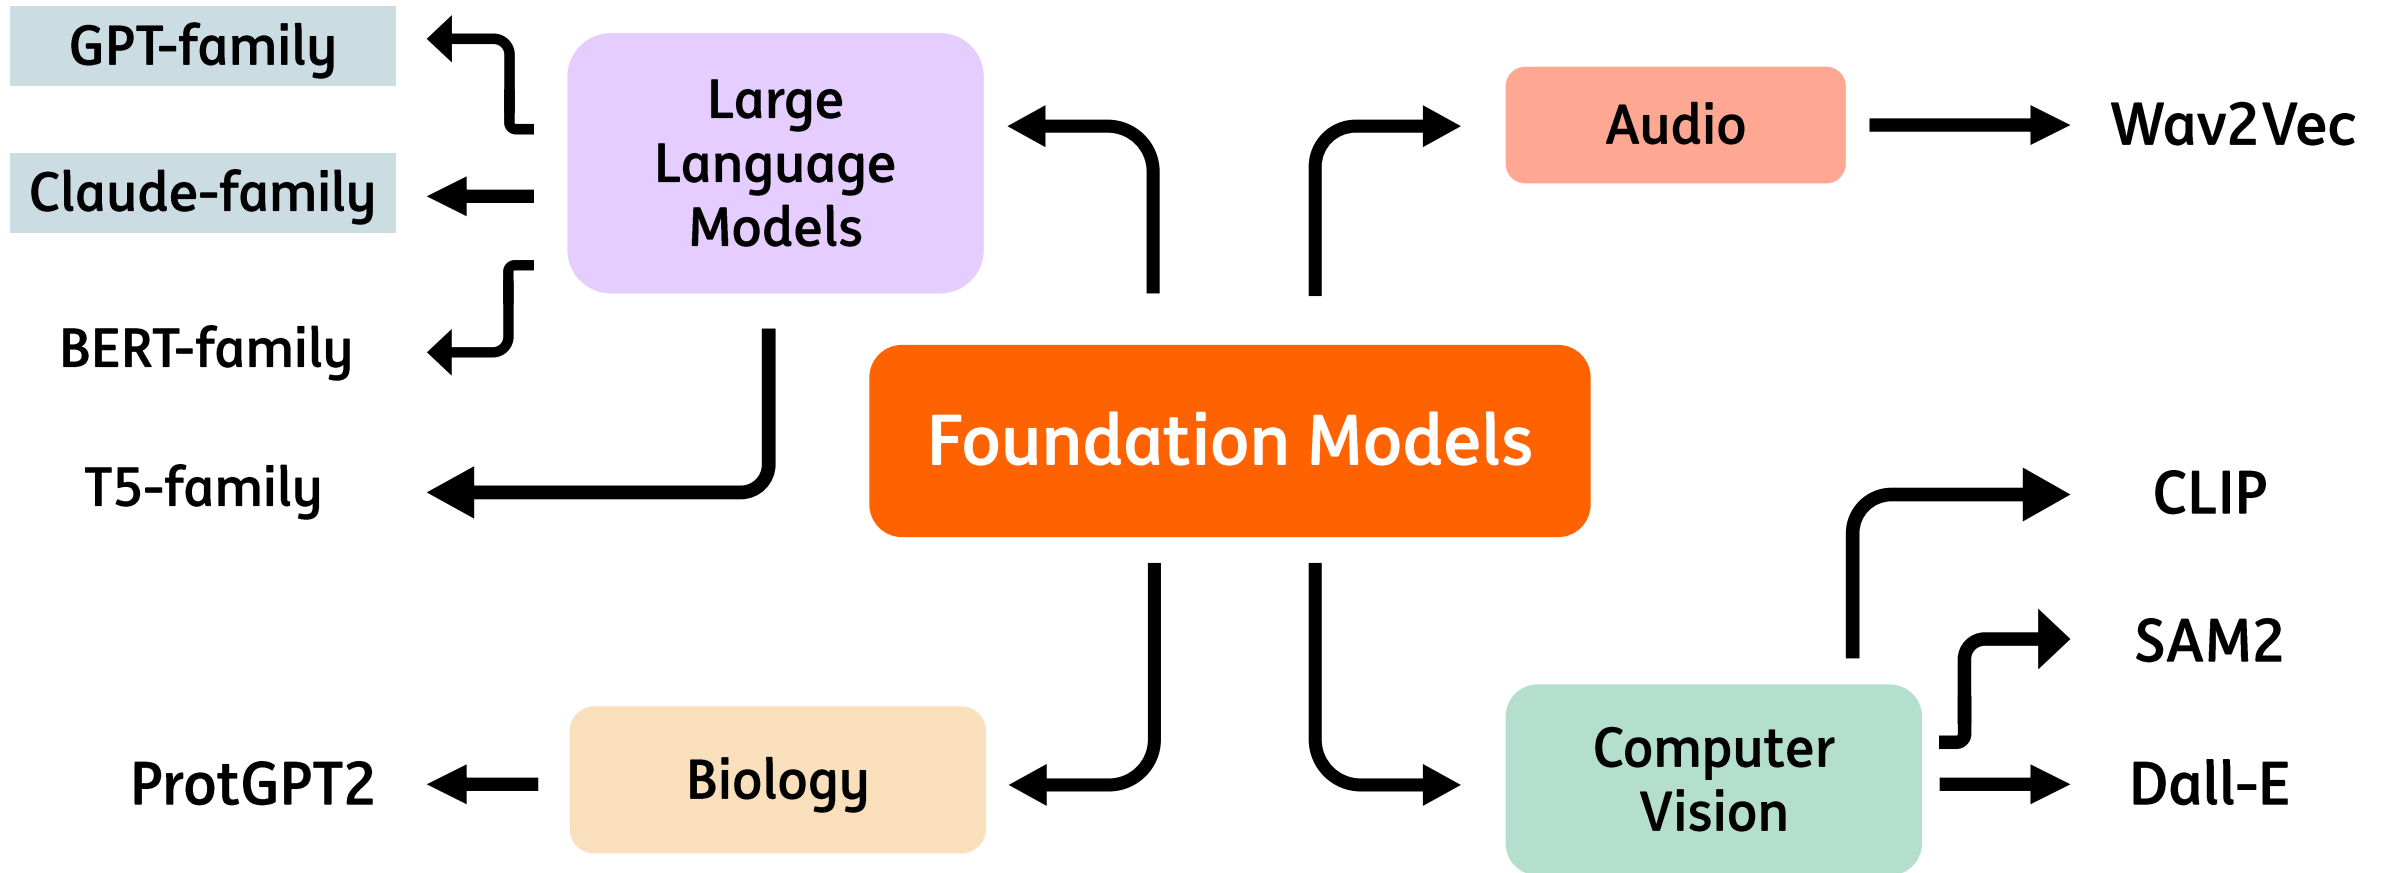 GPT-family
Claude-family
BERT-family
T5-family
Large
Language
Models
Audio
Wav2Vec
Foundation Models
CLIP
SAM2
Dall-E
Computer
Vision
Biology
ProtGPT2